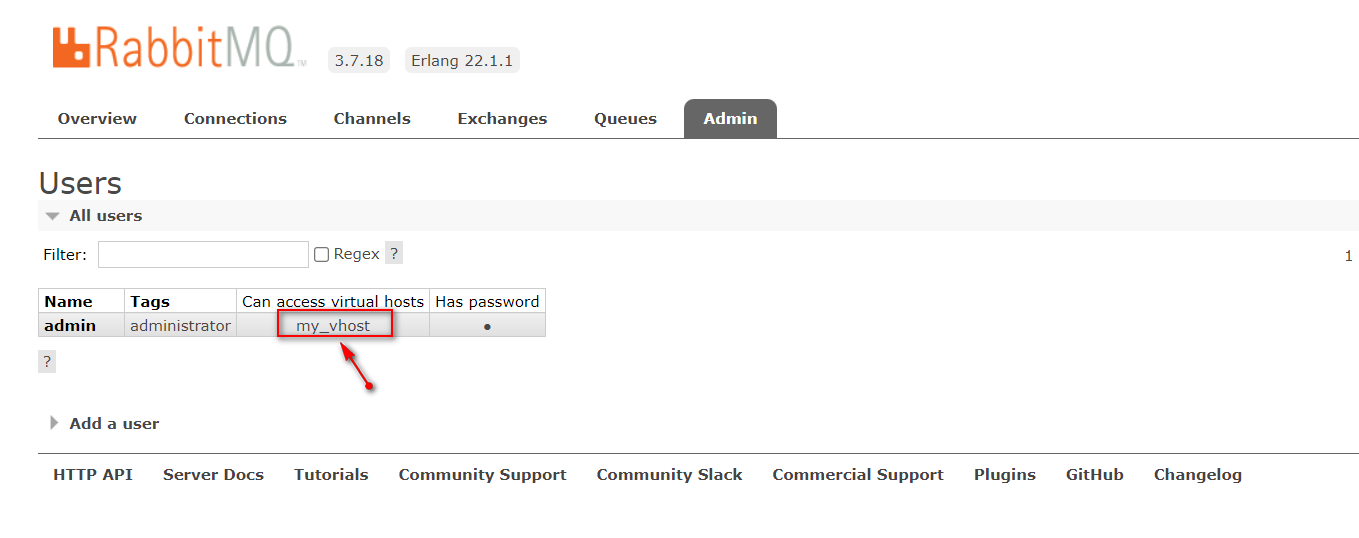 RabbitMQ TM 3.7.18 Erlang 22.1.1
Overview Connections Channels Exchanges Queues Admin
Users
All users
Filter: Regex ? 1
Name Tags Can access virtual hosts Has password
admin administrator my_vhost ●
?
Add a user
HTTP API Server Docs Tutorials Community Support Community Slack Commercial Support Plugins GitHub Changelog